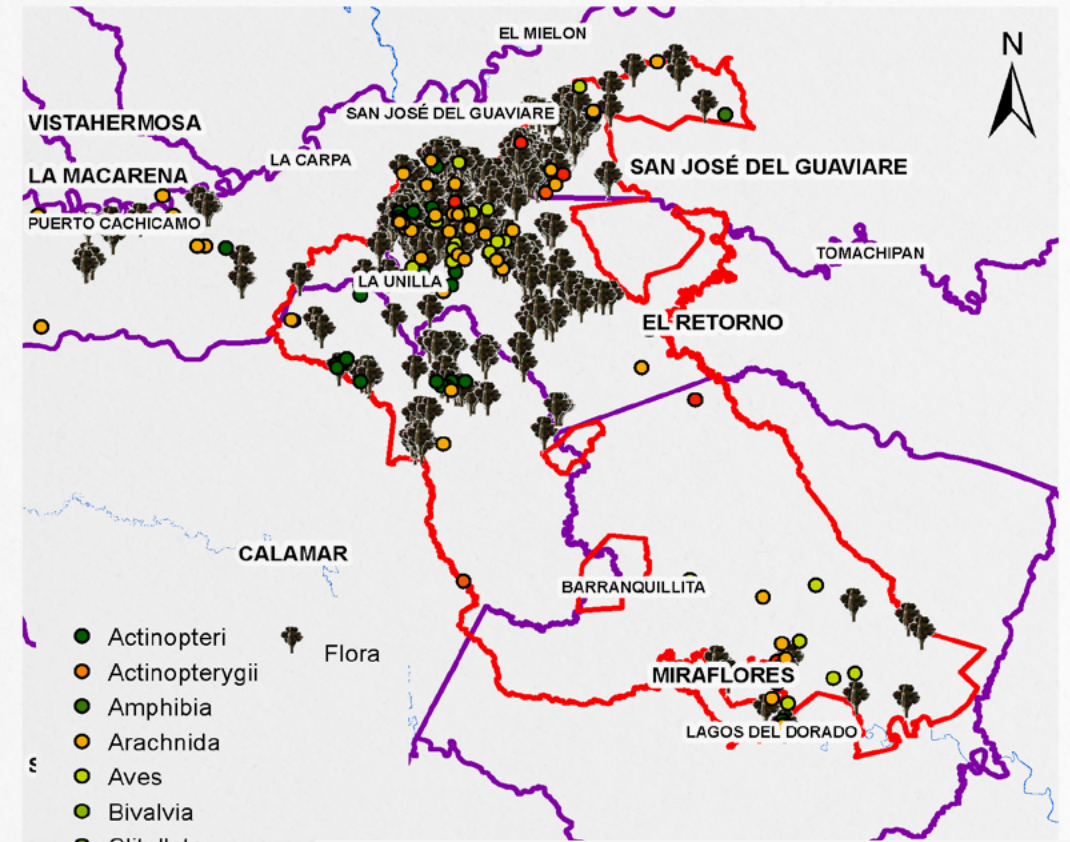 EL MIELON
N
SAN JOSÉ DEL GUAVIARE
VISTAHERMOSA
LA CARPA
LA MACARENA
SAN JOSÉ DEL GUAVIARE
PUERTO CACHICAMO
TOMACHIPAN
LA UNILLA
EL RETORNO
CALAMAR
BARRANQUILLITA
Actinopteri
Flora
Actinopterygii
MIRAFLORES
Amphibia
LAGOS DEL DORADO
Arachnida
Aves
Bivalvia